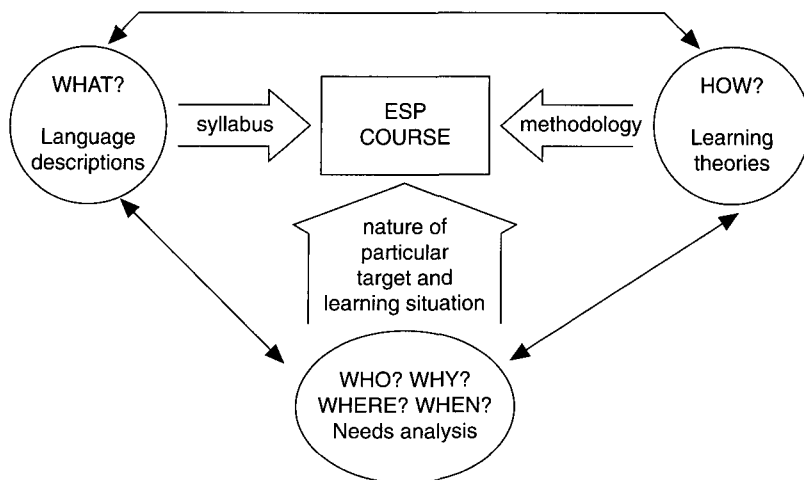 WHAT?
Language
descriptions
syllabus
ESP
COURSE
methodology
HOW?
Learning
theories
nature of
particular
target and
learning situation
WHO? WHY?
WHERE? WHEN?
Needs analysis